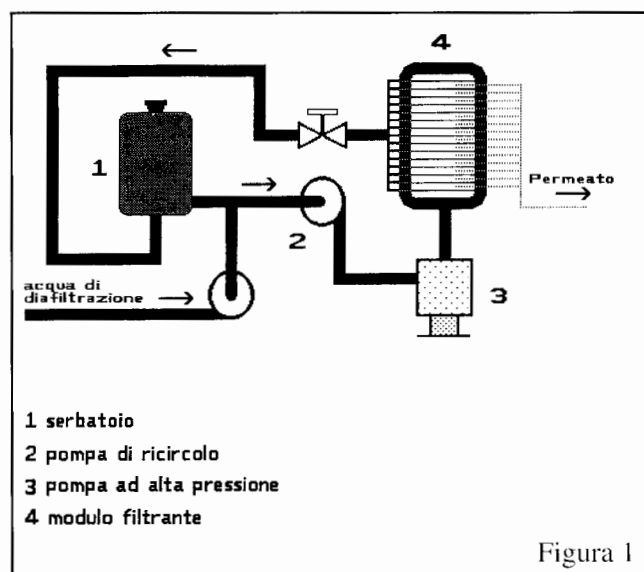 4
1
Permeato
2
acqua di
diafiltrazione
3
1 serbatoio
2 pompa di ricircolo
3 pompa ad alta pressione
4 modulo filtrante
Figura 1